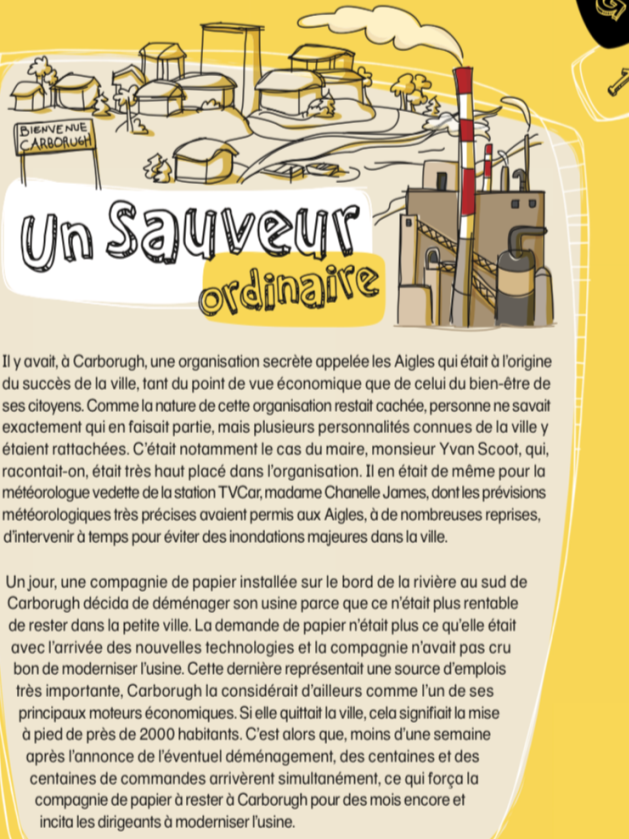 BIENVENUE
CARBORUGH
Un Sauveur
ordinaire
Il y avait, à Carborugh, une organisation secrète appelée les Aigles qui était à l'origine
du succès de la ville, tant du point de vue économique que de celui du bien-être de
ses citoyens. Comme la nature de cette organisation restait cachée, personne ne savait
exactement qui en faisait partie, mais plusieurs personnalités connues de la ville y
étaient rattachées. C'était notamment le cas du maire, monsieur Yvan Scoot, qui,
racontait-on, était très haut placé dans l'organisation. Il en était de même pour la
météorologue vedette de la station TVCar, madame Chanelle James, dont les prévisions
météorologiques très précises avaient permis aux Aigles, à de nombreuses reprises,
d'intervenir à temps pour éviter des inondations majeures dans la ville.
Un jour, une compagnie de papier installée sur le bord de la rivière au sud de
Carborugh décida de déménager son usine parce que ce n'était plus rentable
de rester dans la petite ville. La demande de papier n'était plus ce qu'elle était
avec l'arrivée des nouvelles technologies et la compagnie n'avait pas cru
bon de moderniser l'usine. Cette dernière représentait une source d'emplois
très importante, Carborugh la considérait d'ailleurs comme l'un de ses
principaux moteurs économiques. Si elle quittait la ville, cela signifiait la mise
à pied de près de 2000 habitants. C'est alors que, moins d'une semaine
après l'annonce de l'éventuel déménagement, des centaines et des
centaines de commandes arrivèrent simultanément, ce qui força la
compagnie de papier à rester à Carborugh pour des mois encore et
incita les dirigeants à moderniser l'usine.